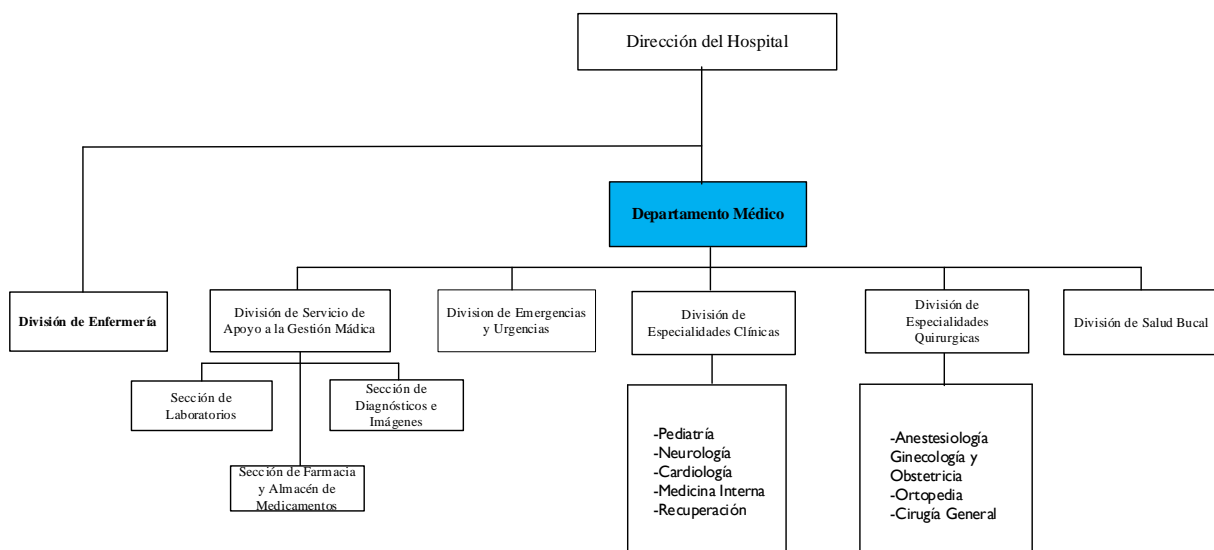 Dirección del Hospital
Departamento Médico
División de Enfermería
División de Servicio de
Apoyo a la Gestión Mádica
Division de Emergencias
y Urgencias
División de
Especialidades Clínicas
División de
Especialidades
Quirurgicas
División de Salud Bucal
Sección de
Laboratorios
Sección de
Diagnósticos e
Imágenes
Sección de Farmacia
y Almacén de
Medicamentos
-Pediatría
-Neurología
-Cardiología
-Medicina Interna
-Recuperación
-Anestesiología
Ginecología y
Obstetricia
-Ortopedia
-Cirugía General